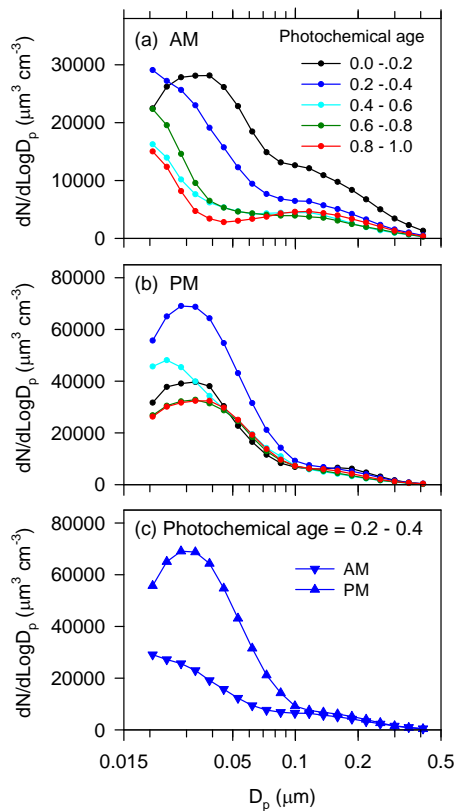 (a) AM
Photochemical age
0.0 -.0.2
0.2 -.0.4
0.4 - 0.6
0.6 -.0.8
0.8 - 1.0
30000
20000
10000
0
dN/dLogDp (μm3 cm-3)
(b) PM
80000
60000
40000
20000
0
dN/dLogDp (μm3 cm-3)
(c) Photochemical age = 0.2 - 0.4
AM
PM
80000
60000
40000
20000
0
dN/dLogDp (μm3 cm-3)
0.015 0.05 0.1 0.5
Dp (μm)